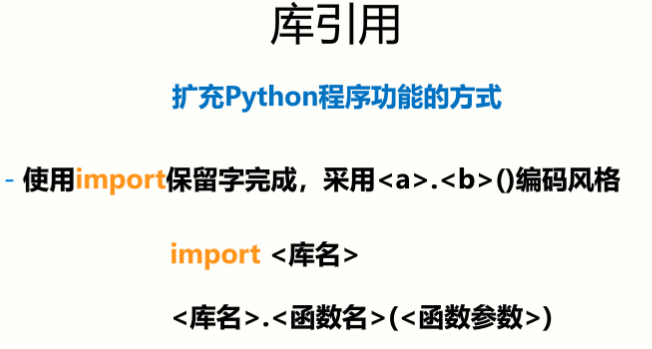 库引用
扩充Python程序功能的方式
- 使用import保留字完成，采用<a>.<b>()编码风格
import <库名>
<库名>.<函数名>(<函数参数>)